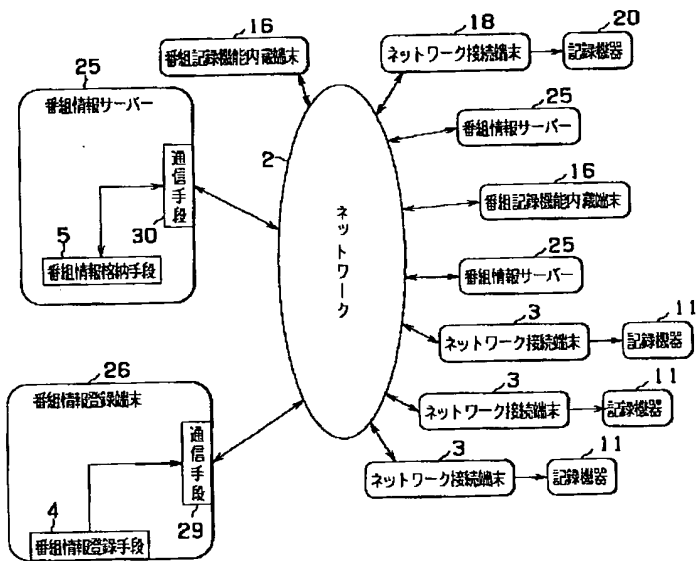 16
番組記録機能内蔵端末
18
ネットワーク接続端末
20
記録機器
25
番組情報サーバー
通信手段
30
5
番組情報格納手段
2
ネットワーク
25
番組情報サーバー
16
番組記録機能内蔵端末
25
番組情報サーバー
3
ネットワーク接続端末
11
記録機器
26
番組情報登録端末
通信手段
29
4
番組情報登録手段
3
ネットワーク接続端末
11
記録機器
3
ネットワーク接続端末
11
記録機器